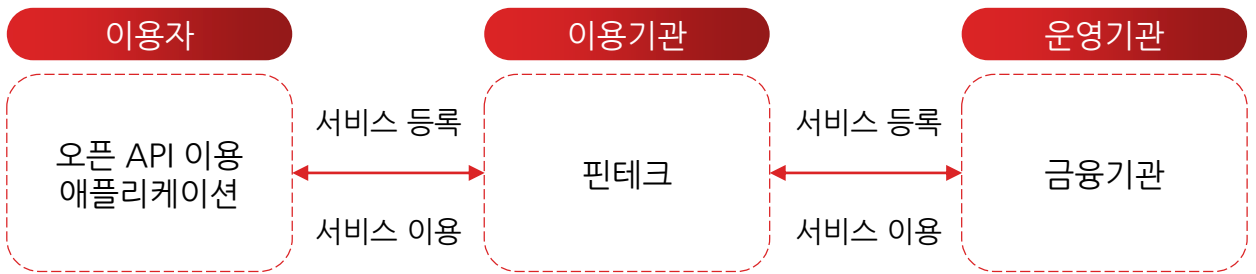 이용자
이용기관
운영기관
오픈 API 이용
애플리케이션
서비스 등록
서비스 이용
핀테크
서비스 등록
서비스 이용
금융기관